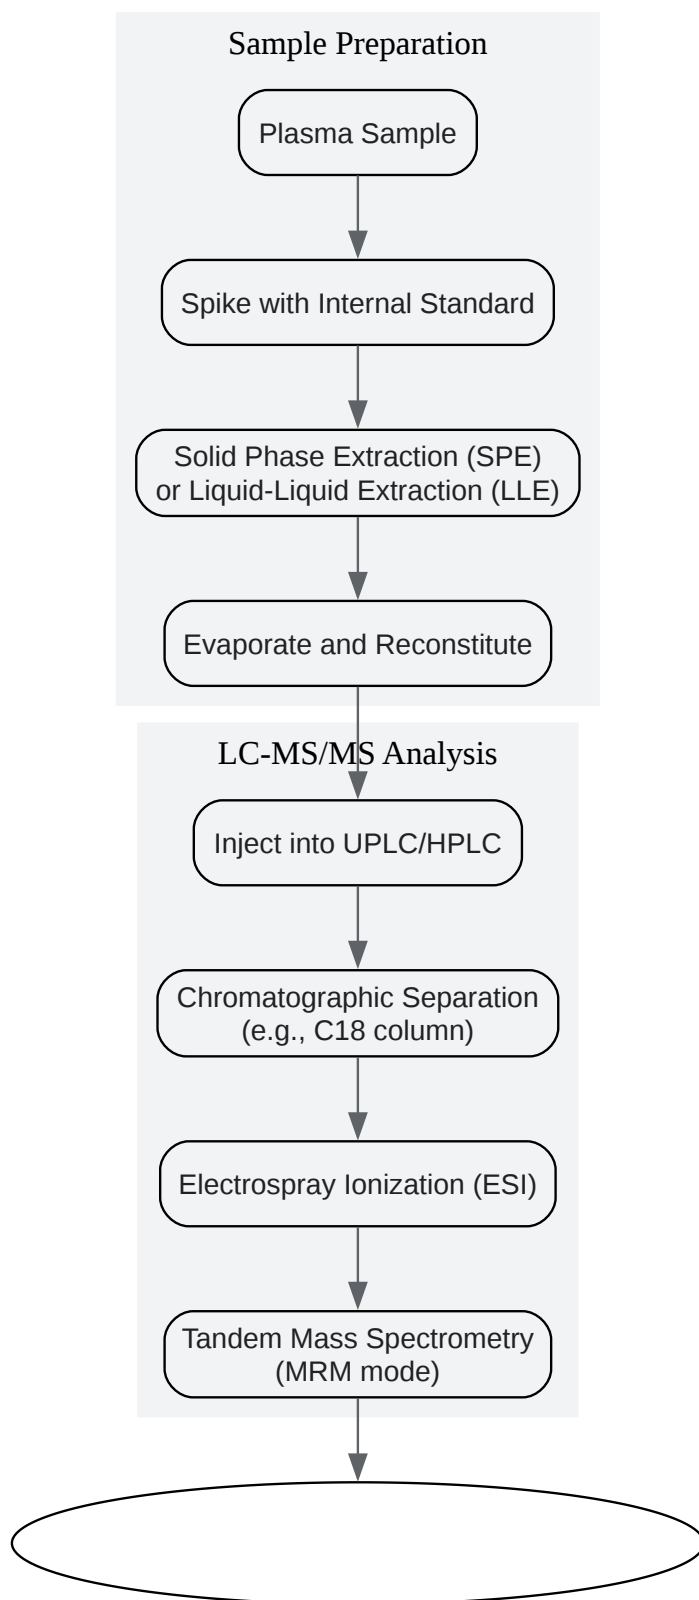 Sample Preparation
Plasma Sample
Spike with Internal Standard
Solid Phase Extraction (SPE)
or Liquid-Liquid Extraction (LLE)
Evaporate and Reconstitute
LC-MS/MS Analysis
Inject into UPLC/HPLC
Chromatographic Separation
(e.g., C18 column)
Electrospray Ionization (ESI)
Tandem Mass Spectrometry
(MRM mode)